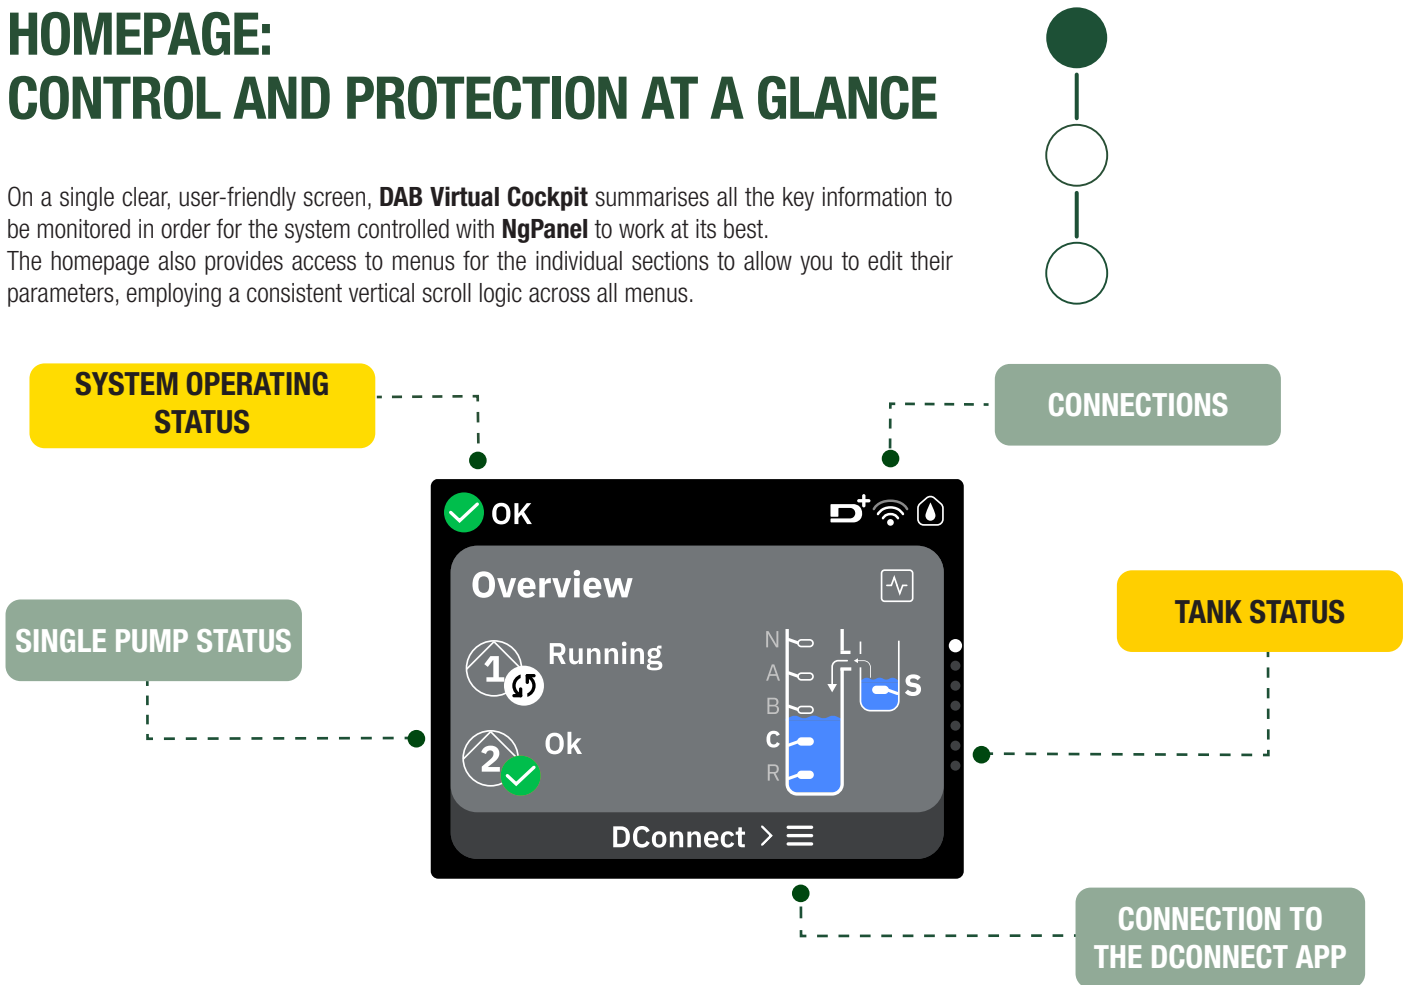 HOMEPAGE:
CONTROL AND PROTECTION AT A GLANCE
On a single clear, user-friendly screen, DAB Virtual Cockpit summarises all the key information to
be monitored in order for the system controlled with NgPanel to work at its best.
The homepage also provides access to menus for the individual sections to allow you to edit their
parameters, employing a consistent vertical scroll logic across all menus.
SYSTEM OPERATING
STATUS
CONNECTIONS
OK
D+
Overview
SINGLE PUMP STATUS
TANK STATUS
1
Running
2
Ok
N
A
B
C
R
L
S
DConnect >
CONNECTION TO
THE DCONNECT APP